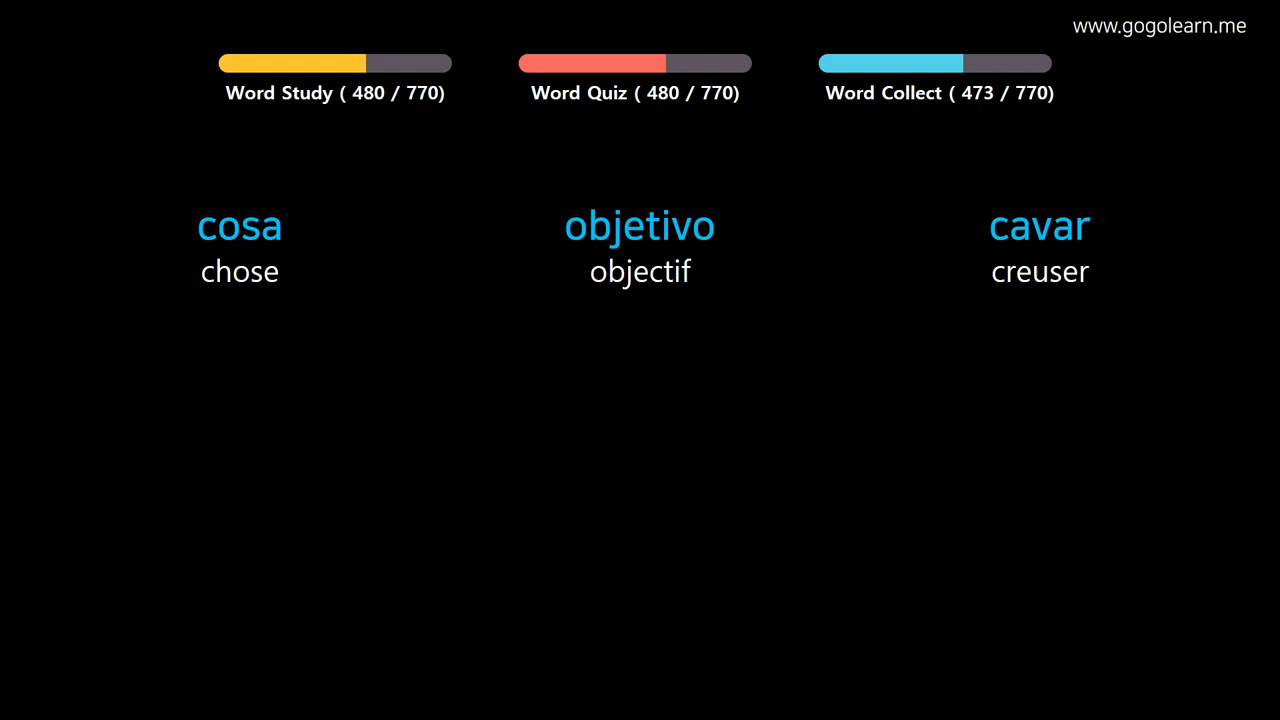 www.gogolearn.me
Word Study ( 480 / 770)
Word Quiz ( 480 / 770)
Word Collect ( 473 / 770)
cosa
chose
objetivo
objectif
cavar
creuser